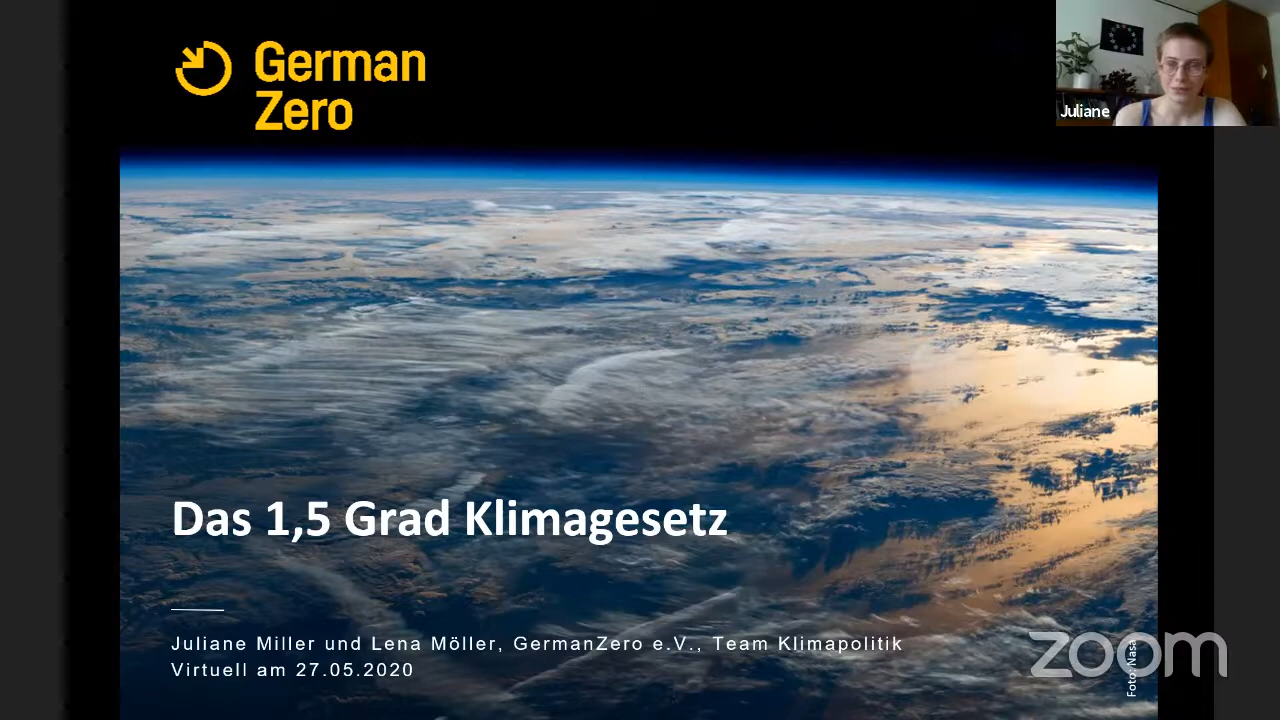 German
Zero
Juliane
Das 1,5 Grad Klimagesetz
Juliane Miller und Lena Möller, GermanZero e.V., Team Klimapolitik
Virtuell am 27.05.2020
zoom
Foto: Nasa